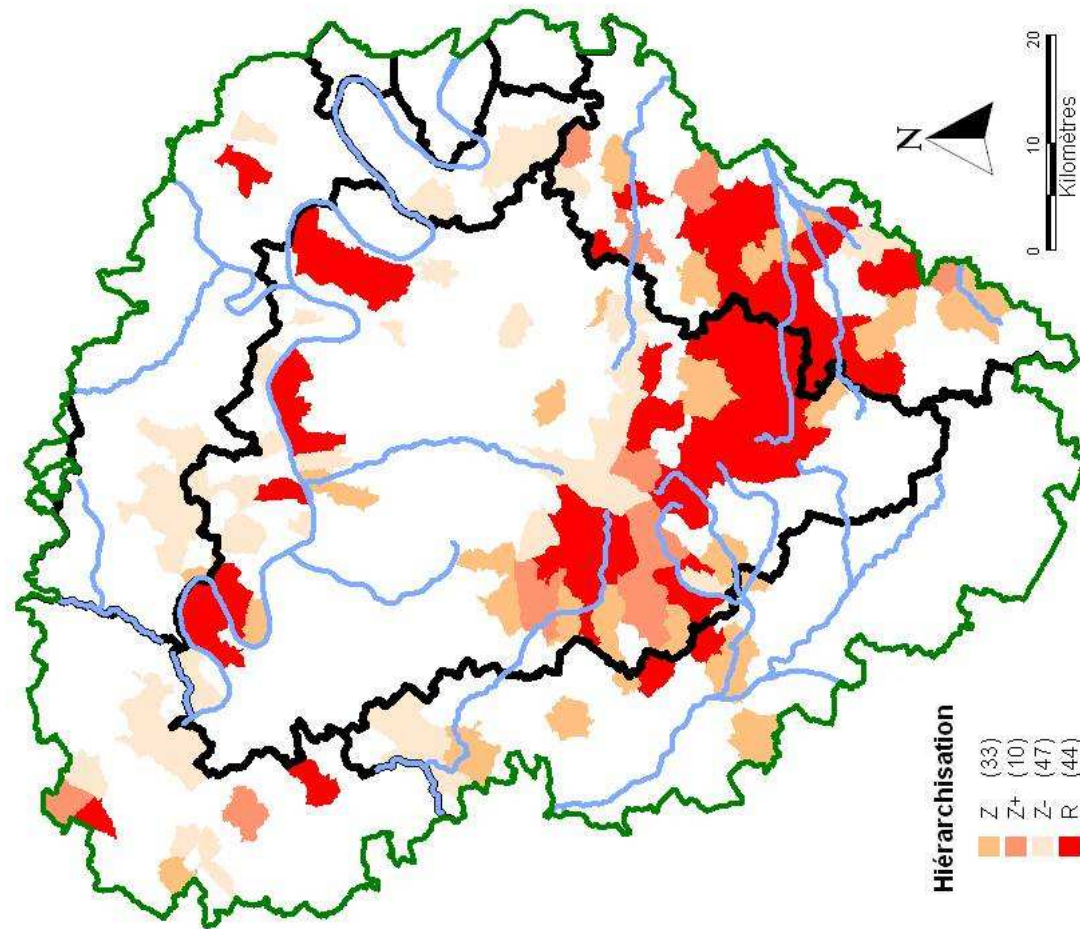 N
0 10 20
Kilomètres
Hiérarchisation
Z (33)
Z+ (10)
Z- (47)
R (44)